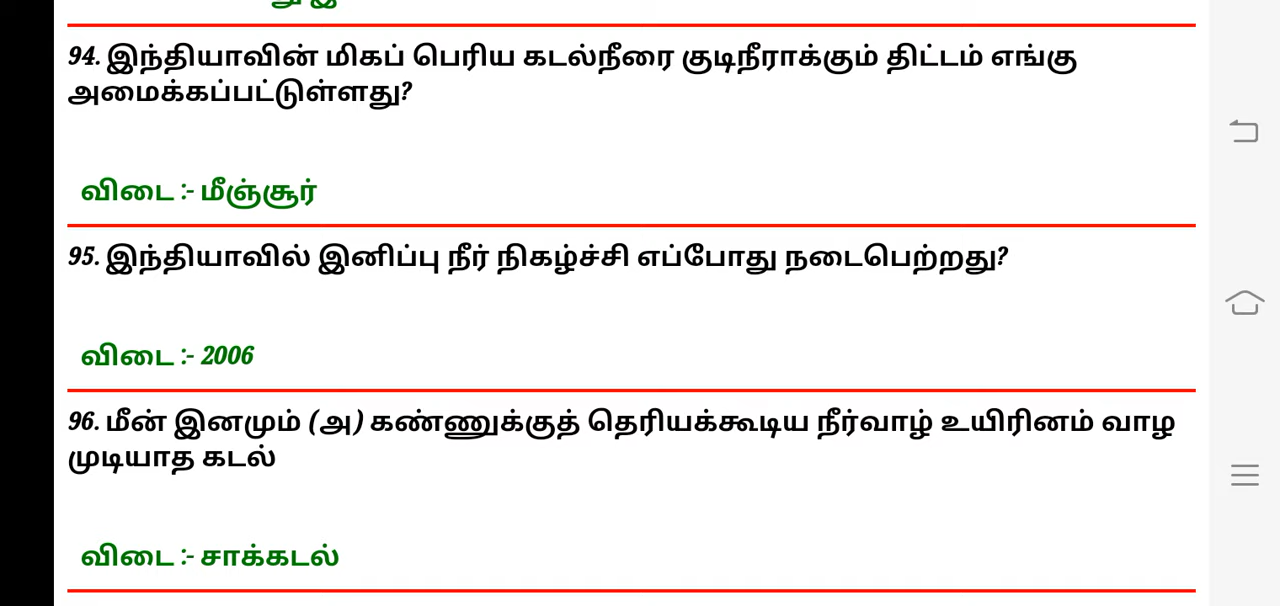 94. இந்தியாவின் மிகப் பெரிய கடல்நீரை குடிநீராக்கும் திட்டம் எங்கு
அமைக்கப்பட்டுள்ளது?
விடை :- மீஞ்சூர்
95. இந்தியாவில் இனிப்பு நீர் நிகழ்ச்சி எப்போது நடைபெற்றது?
விடை :- 2006
96. மீன் இனமும் (அ) கண்ணுக்குத் தெரியக்கூடிய நீர்வாழ் உயிரினம் வாழ
முடியாத கடல்
விடை :- சாக்கடல்